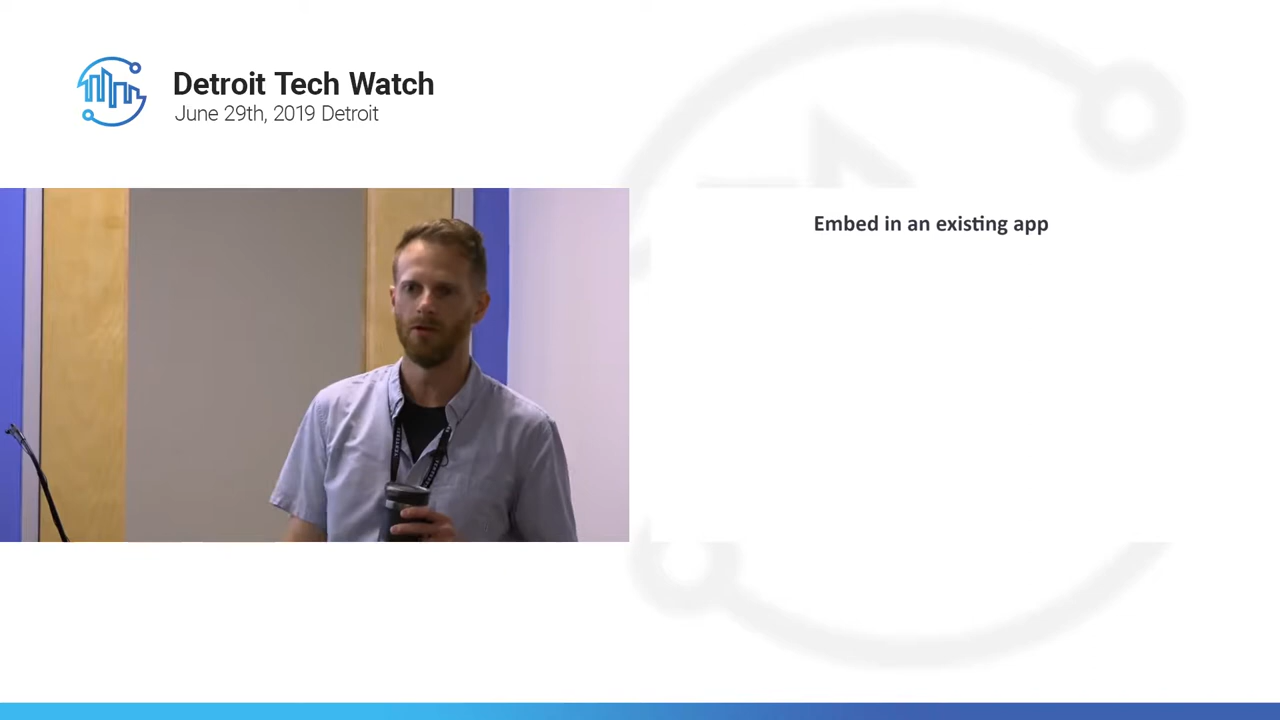 Detroit Tech Watch
June 29th, 2019 Detroit
Embed in an existing app